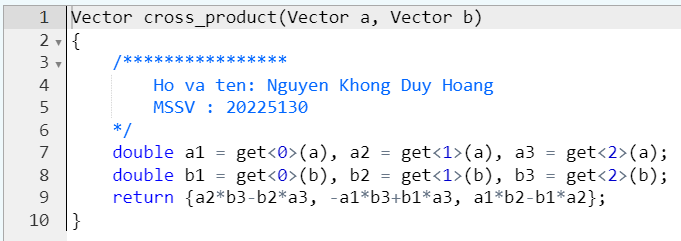 1 Vector cross_product(Vector a, Vector b)
2 {
3 /****************
4 Ho va ten: Nguyen Khong Duy Hoang
5 MSSV : 20225130
6 */
7 double a1 = get<0>(a), a2 = get<1>(a), a3 = get<2>(a);
8 double b1 = get<0>(b), b2 = get<1>(b), b3 = get<2>(b);
9 return {a2*b3-b2*a3, -a1*b3+b1*a3, a1*b2-b1*a2};
10 }